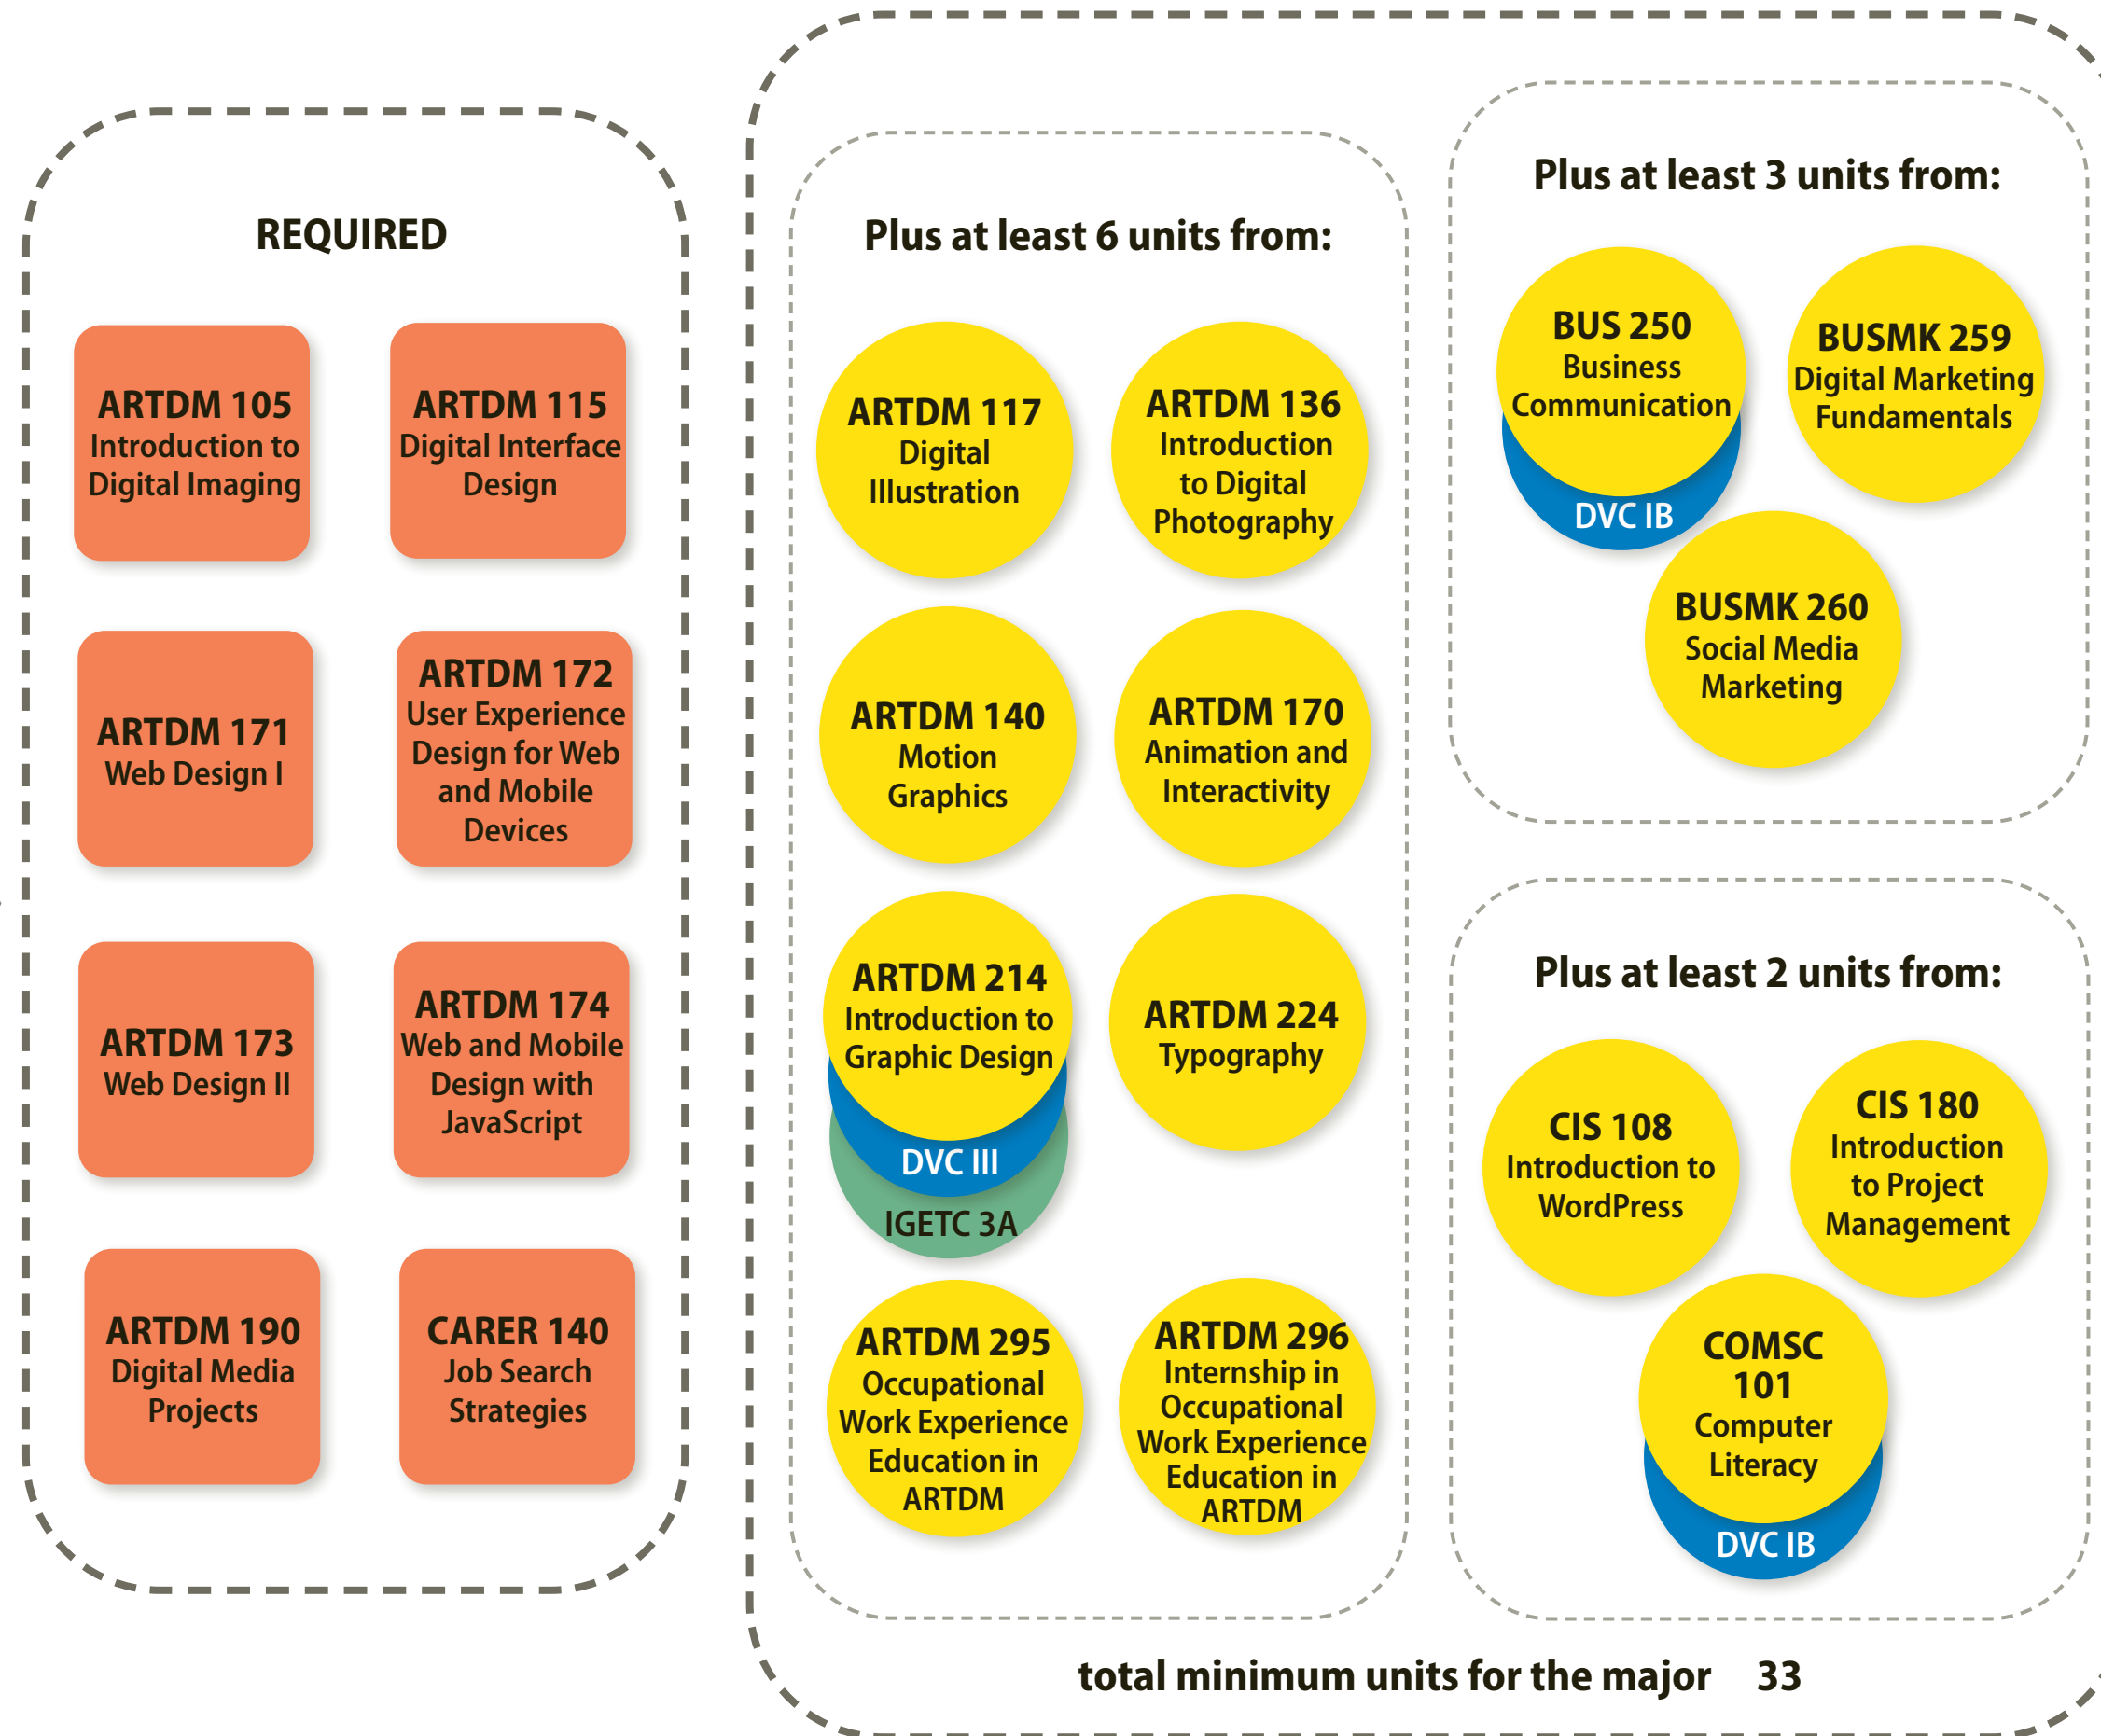 REQUIRED
ARTDM 105
Introduction to
Digital Imaging
ARTDM 115
Digital Interface
Design
ARTDM 171
Web Design I
ARTDM 172
User Experience
Design for Web
and Mobile
Devices
ARTDM 173
Web Design II
ARTDM 174
Web and Mobile
Design with
JavaScript
ARTDM 190
Digital Media
Projects
CARER 140
Job Search
Strategies
Plus at least 6 units from:
ARTDM 117
Digital
Illustration
ARTDM 136
Introduction
to Digital
Photography
ARTDM 140
Motion
Graphics
ARTDM 170
Animation and
Interactivity
ARTDM 214
Introduction to
Graphic Design
DVC III
IGETC 3A
ARTDM 224
Typography
ARTDM 295
Occupational
Work Experience
Education in
ARTDM
ARTDM 296
Internship in
Occupational
Work Experience
Education in
ARTDM
Plus at least 3 units from:
BUS 250
Business
Communication
DVC IB
BUSMK 259
Digital Marketing
Fundamentals
BUSMK 260
Social Media
Marketing
Plus at least 2 units from:
CIS 108
Introduction to
WordPress
CIS 180
Introduction
to Project
Management
COMSC
101
Computer
Literacy
DVC IB
total minimum units for the major 33